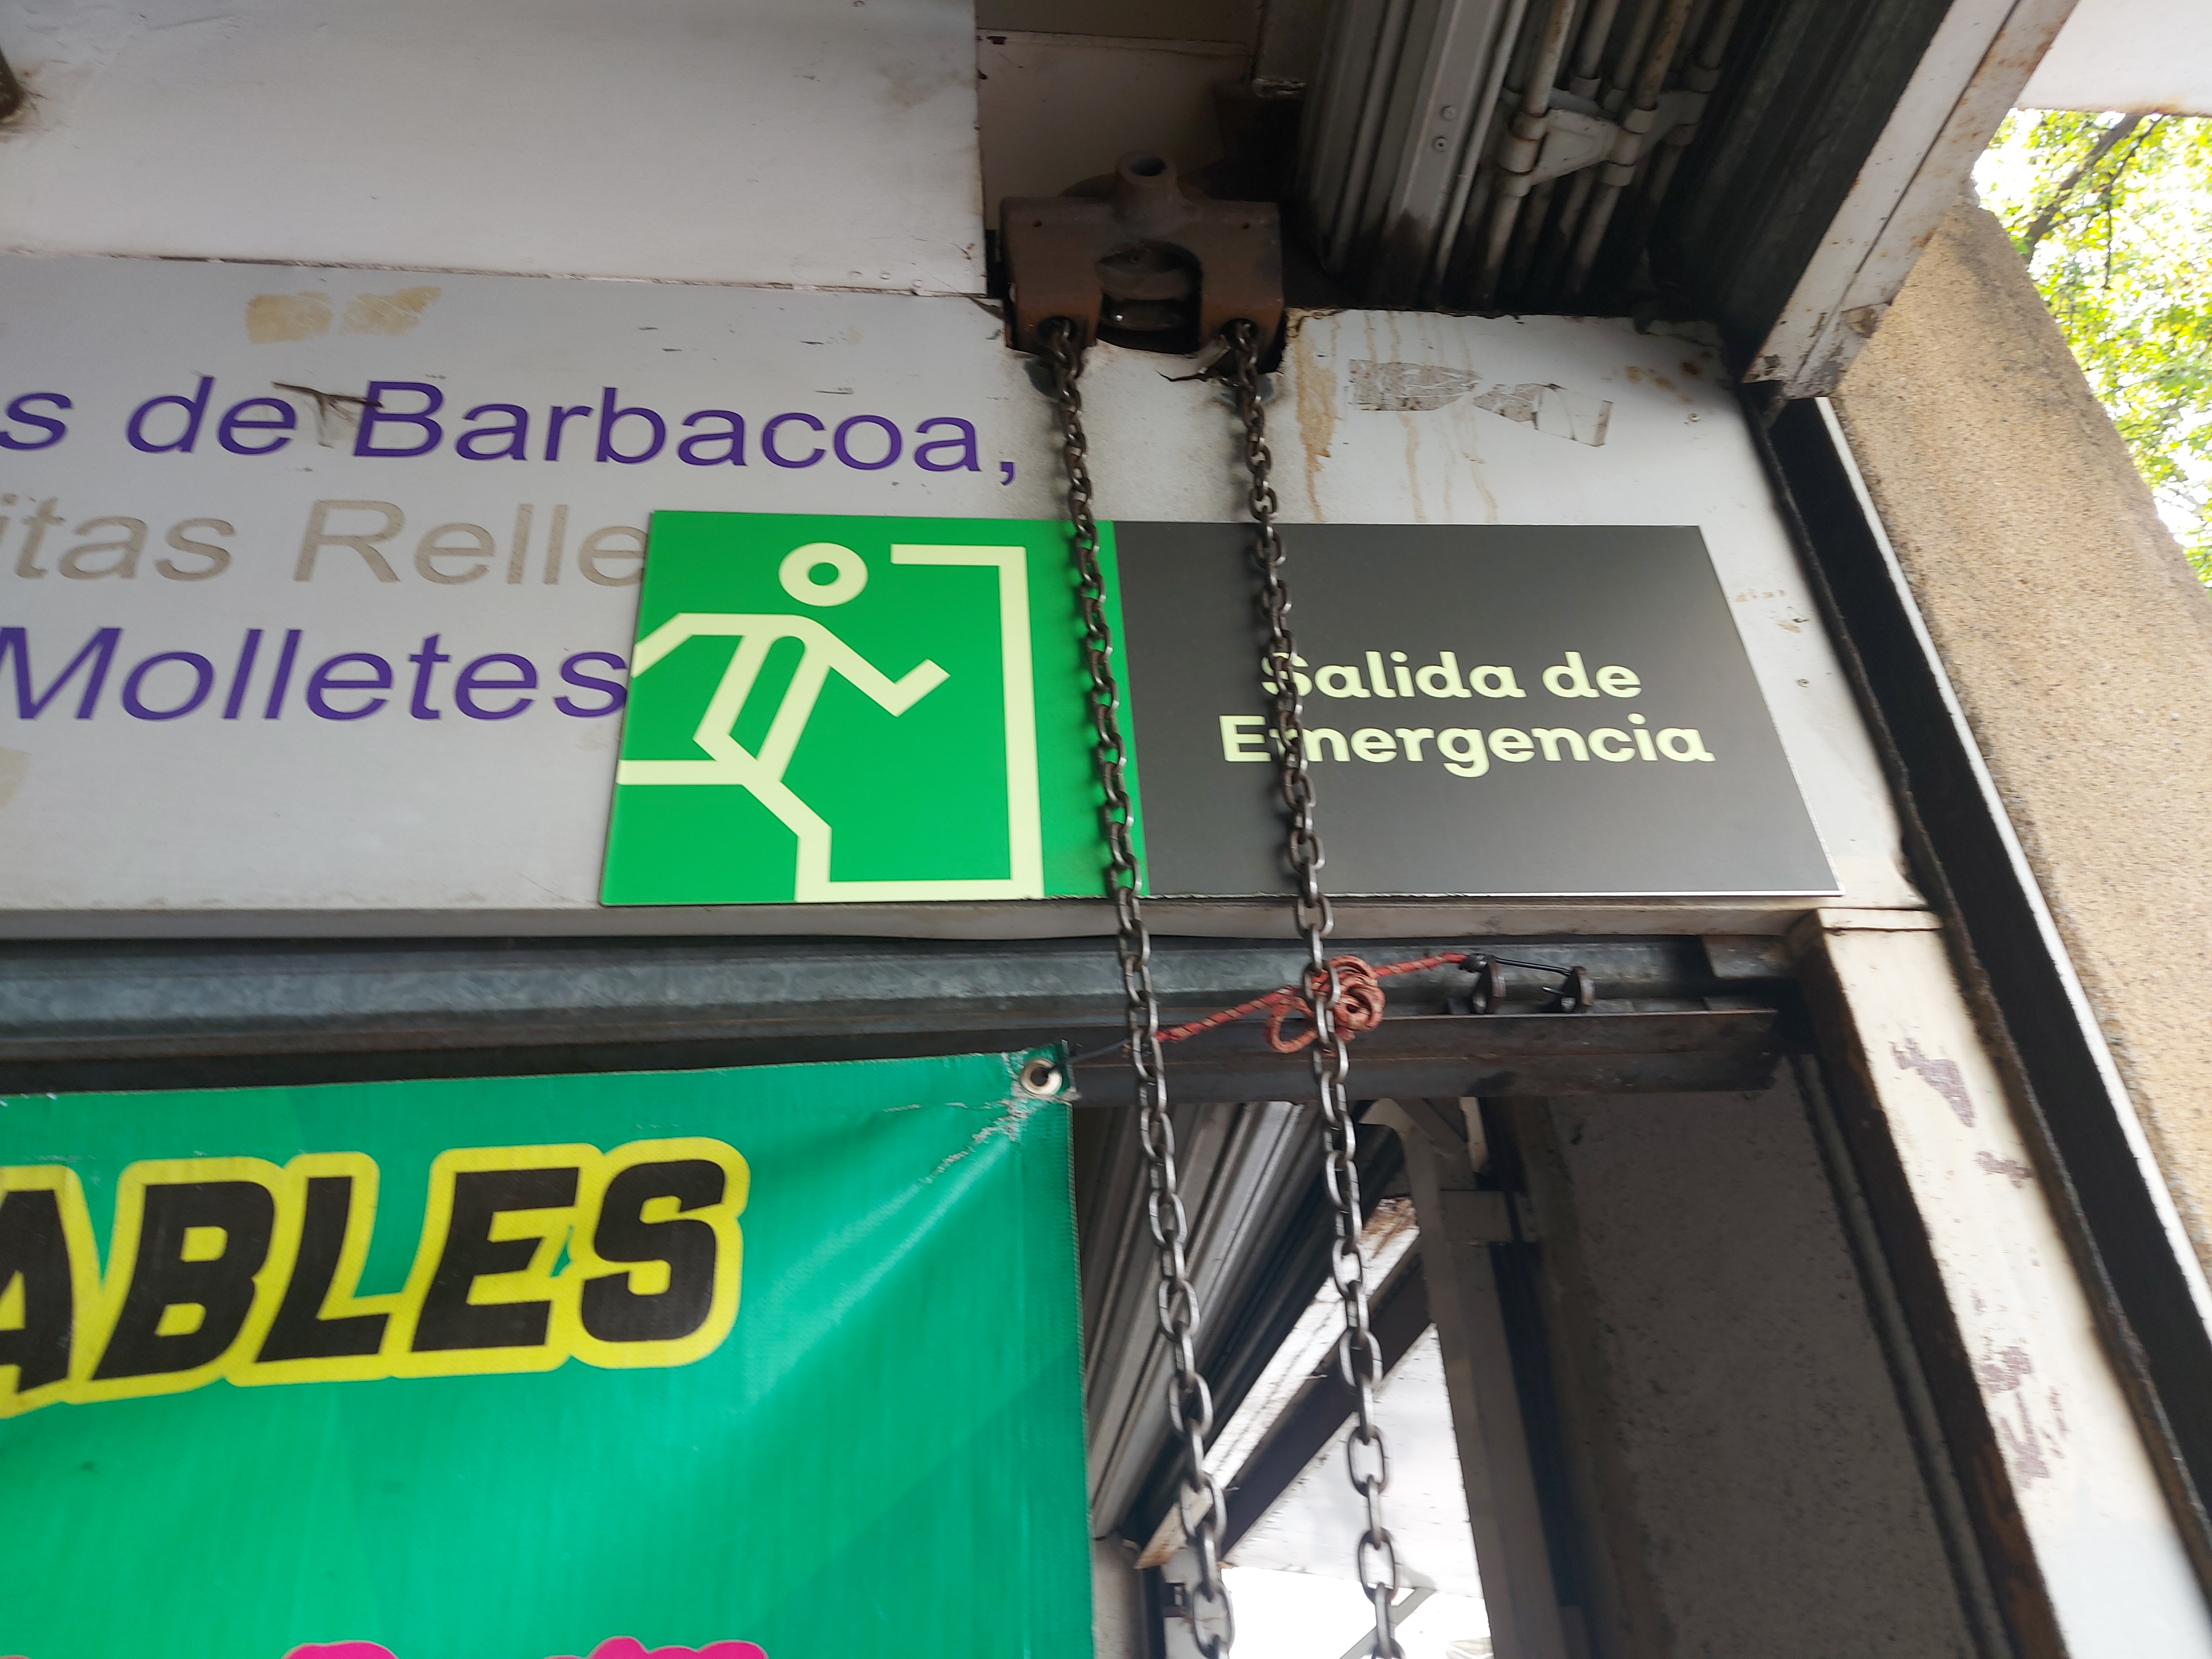 s de Barbacoa,
itas Relle
Molletes
Salida de
Emergencia
ABLES